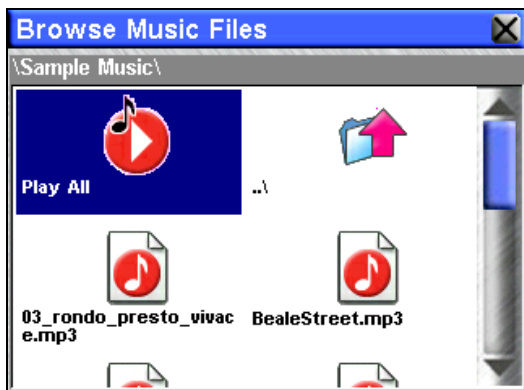 Browse Music Files
\Sample Music\
Play All
..\
03_rondo_presto_vivac
e.mp3
BealeStreet.mp3